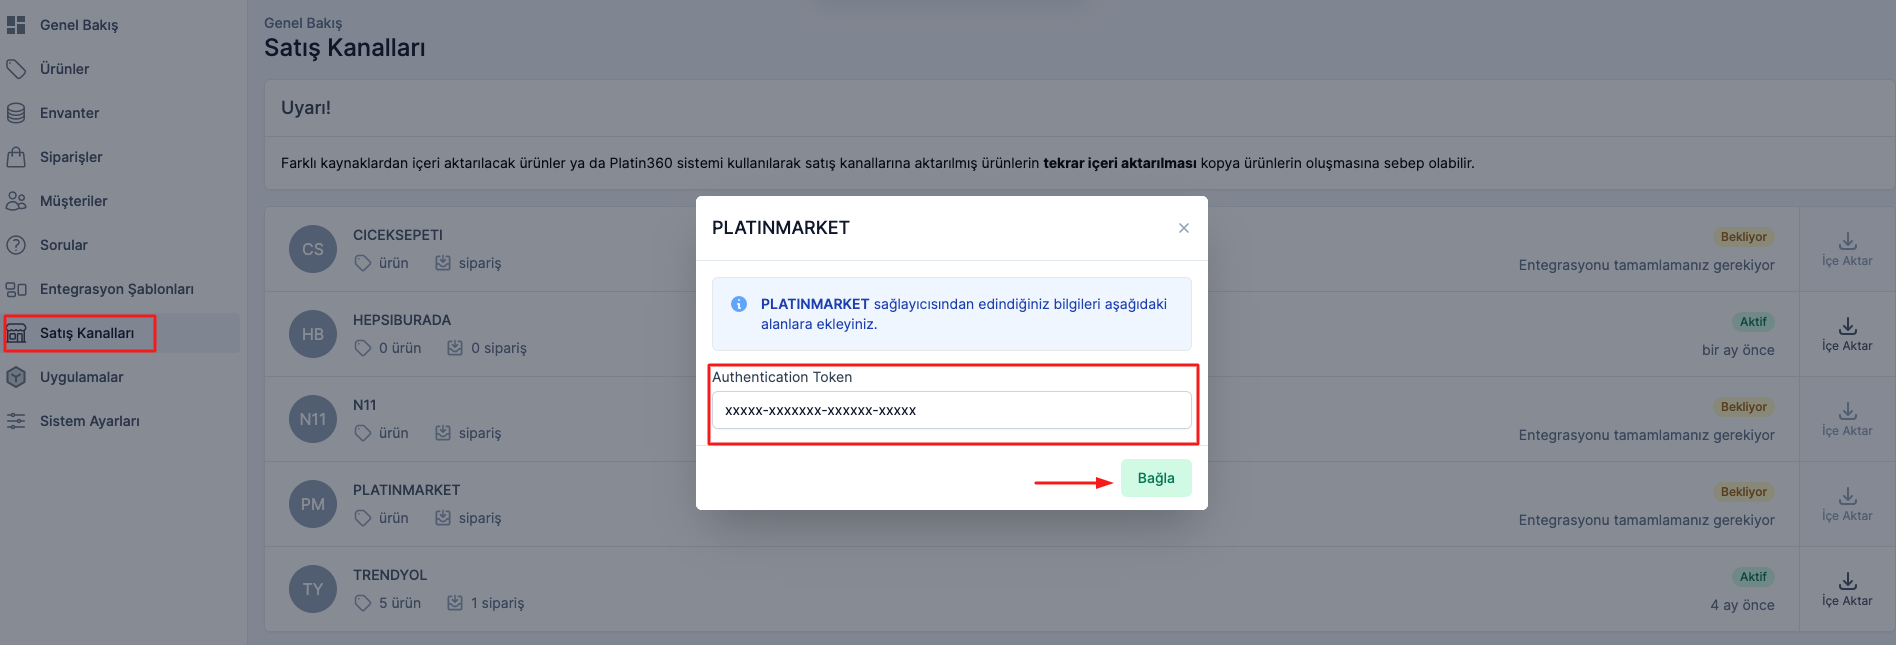 Genel Bakış
Ürünler
Envanter
Siparişler
Müşteriler
Sorular
Entegrasyon Şablonları
Satış Kanalları
Uygulamalar
Sistem Ayarları
Genel Bakış
Satış Kanalları
Uyarı!
Farklı kaynaklardan içeri aktarılacak ürünler ya da Platin360 sistemi kullanılarak satış kanallarına aktarılmış ürünlerin tekrar içeri aktarılması kopya ürünlerin oluşmasına sebep olabilir.
CS
CICEKSEPETI
ürün sipariş
Bekliyor
Entegrasyonu tamamlamanız gerekiyor
İçe Aktar
HB
HEPSIBURADA
0 ürün 0 sipariş
Aktif
bir ay önce
İçe Aktar
N11
N11
ürün sipariş
Bekliyor
Entegrasyonu tamamlamanız gerekiyor
İçe Aktar
PM
PLATINMARKET
ürün sipariş
Bekliyor
Entegrasyonu tamamlamanız gerekiyor
İçe Aktar
TY
TRENDYOL
5 ürün 1 sipariş
Aktif
4 ay önce
İçe Aktar
PLATINMARKET
PLATINMARKET sağlayıcısından edindiğiniz bilgileri aşağıdaki
alanlara ekleyiniz.
Authentication Token
xxxxx-xxxxxxx-xxxxxx-xxxxx
Bağla